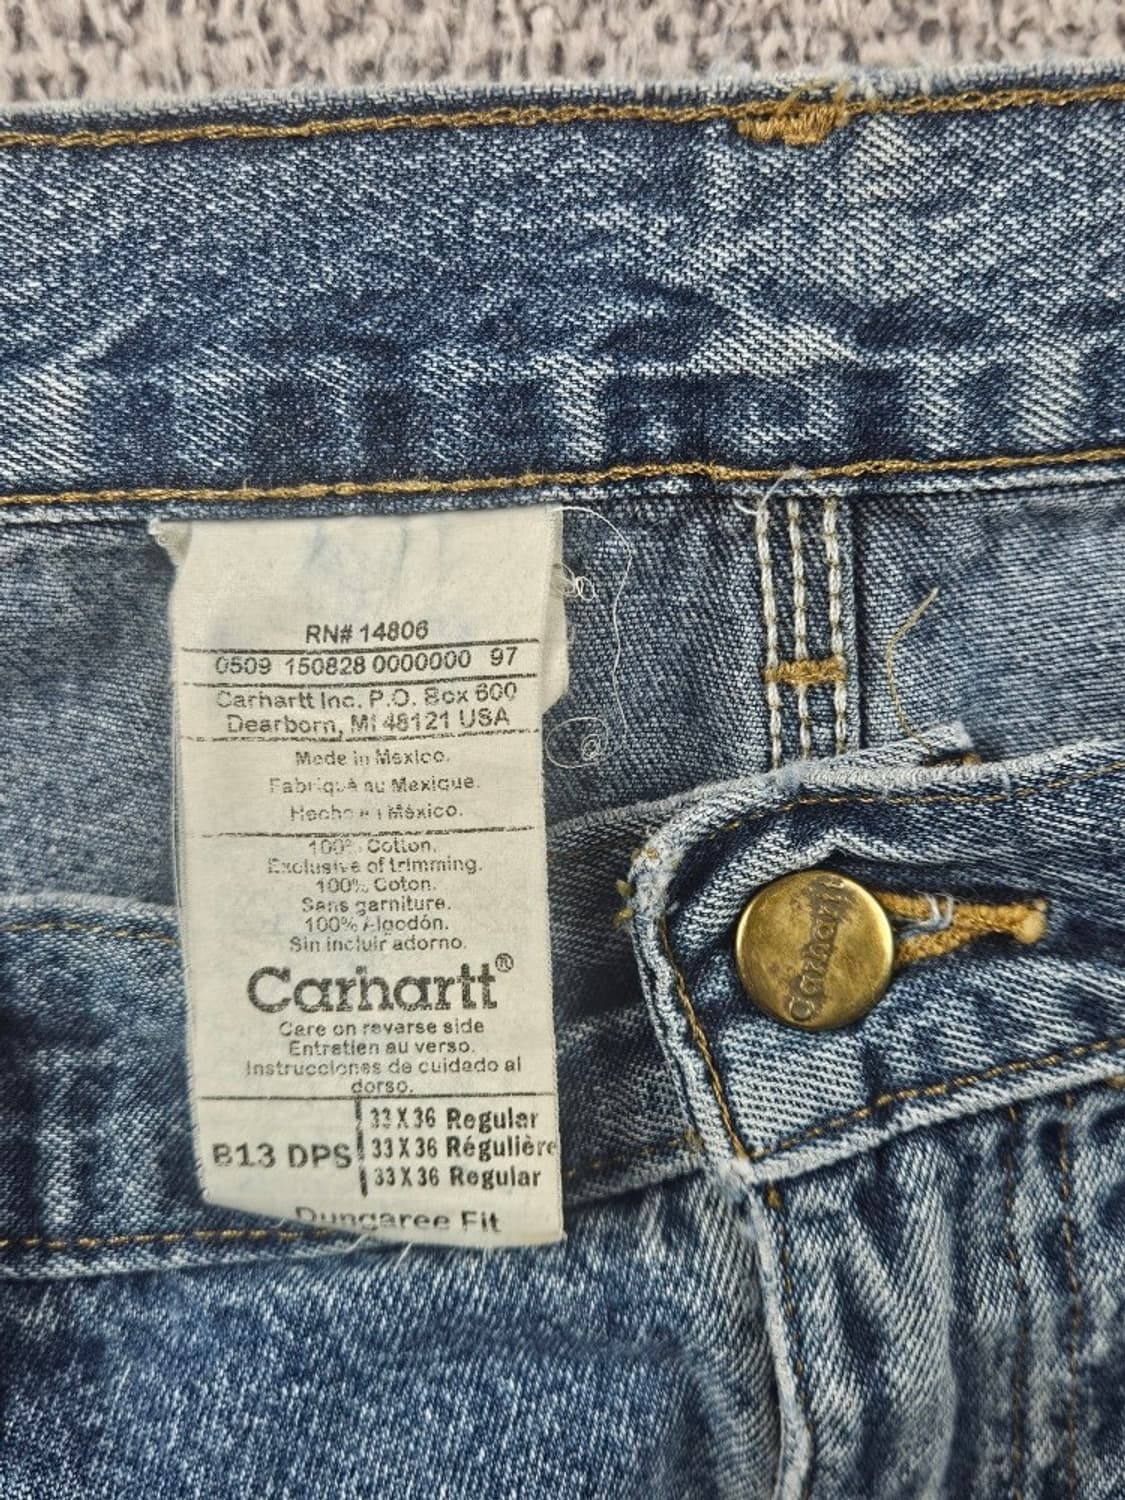 RN# 14806
0509 150828 0000000 97
Carhartt Inc. P.O. Box 600
Dearborn, MI 48121 USA
Made in Mexico.
Fabriqué au Mexique.
Hecho en México.
100% Cotton.
Exclusive of trimming.
100% Coton.
Sans garniture.
100% Algodón.
Sin incluir adorno.
Carhartt®
Care on reverse side
Entretien au verso.
Instrucciones de cuidado al
dorso.
B13 DPS
33 X 36 Regular
33 X 36 Régulière
33 X 36 Regular
Dungaree Fit
Carhartt